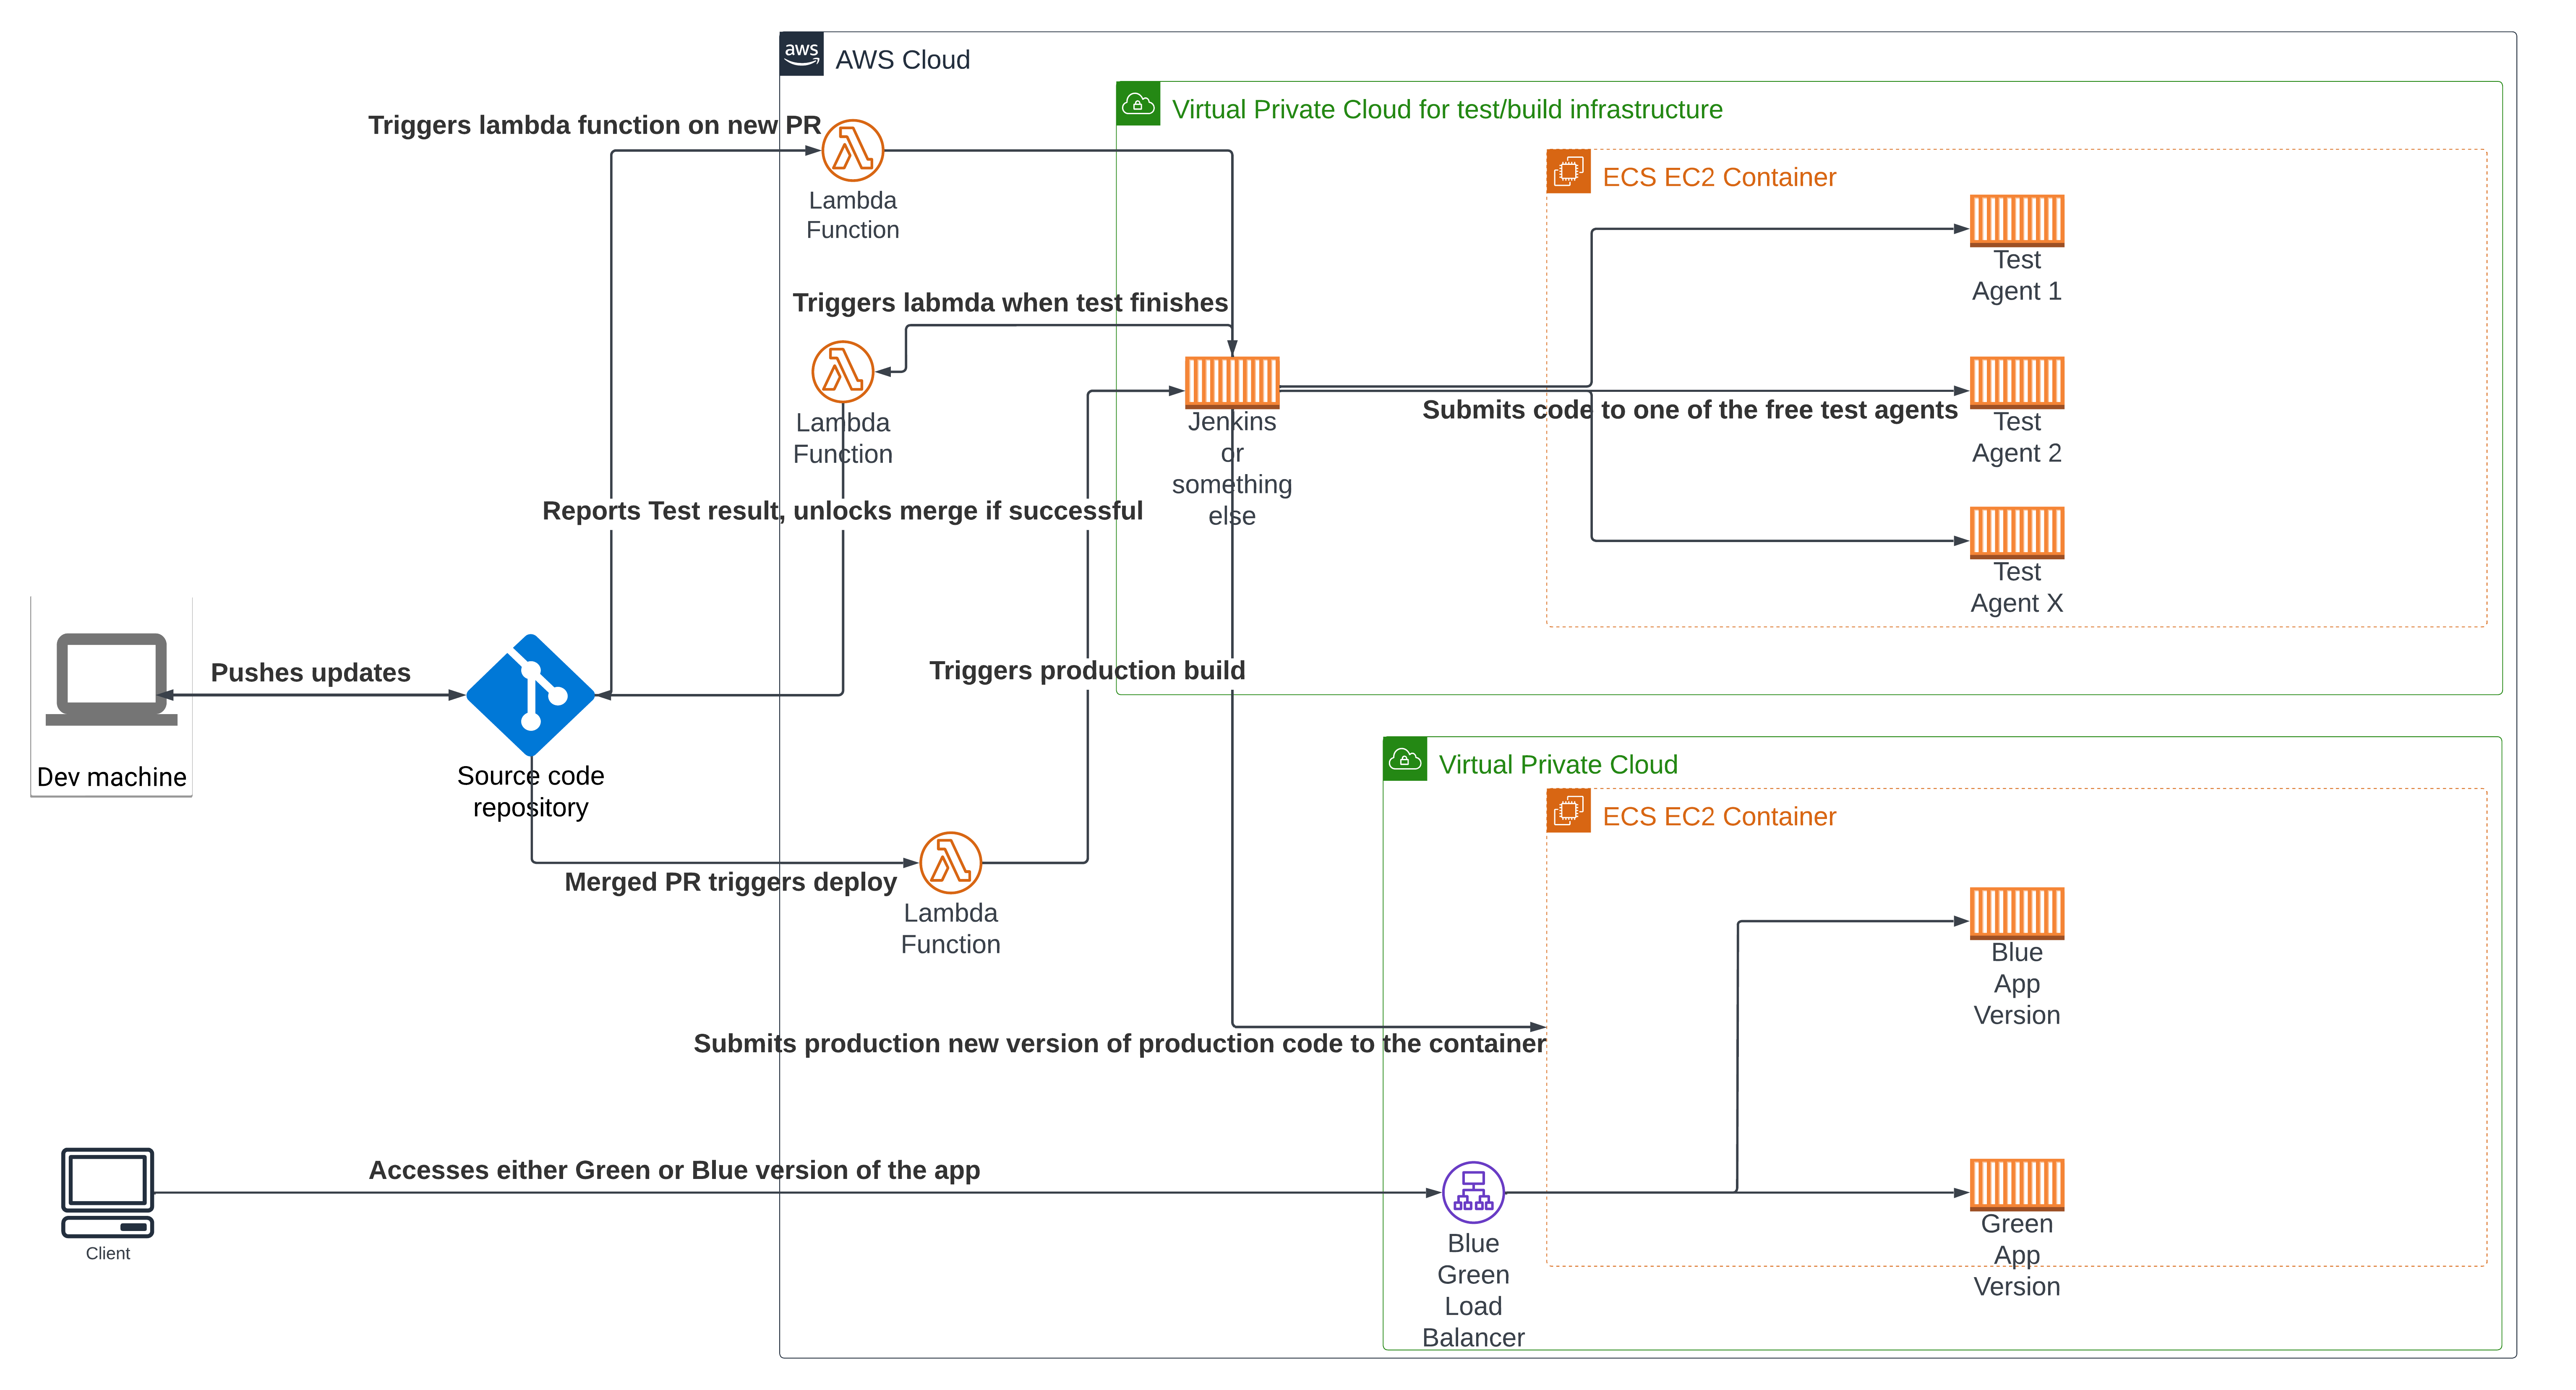 aws
AWS Cloud
Virtual Private Cloud for test/build infrastructure
Triggers lambda function on new PR
Lambda
Function
ECS EC2 Container
Test
Agent 1
Triggers labmda when test finishes
Lambda
Function
Jenkins
or
something
else
Submits code to one of the free test agents
Test
Agent 2
Reports Test result, unlocks merge if successful
Test
Agent X
Pushes updates
Dev machine
Source code
repository
Triggers production build
Virtual Private Cloud
ECS EC2 Container
Merged PR triggers deploy
Lambda
Function
Blue
App
Version
Submits production new version of production code to the container
Accesses either Green or Blue version of the app
Client
Blue
Green
Load
Balancer
Green
App
Version